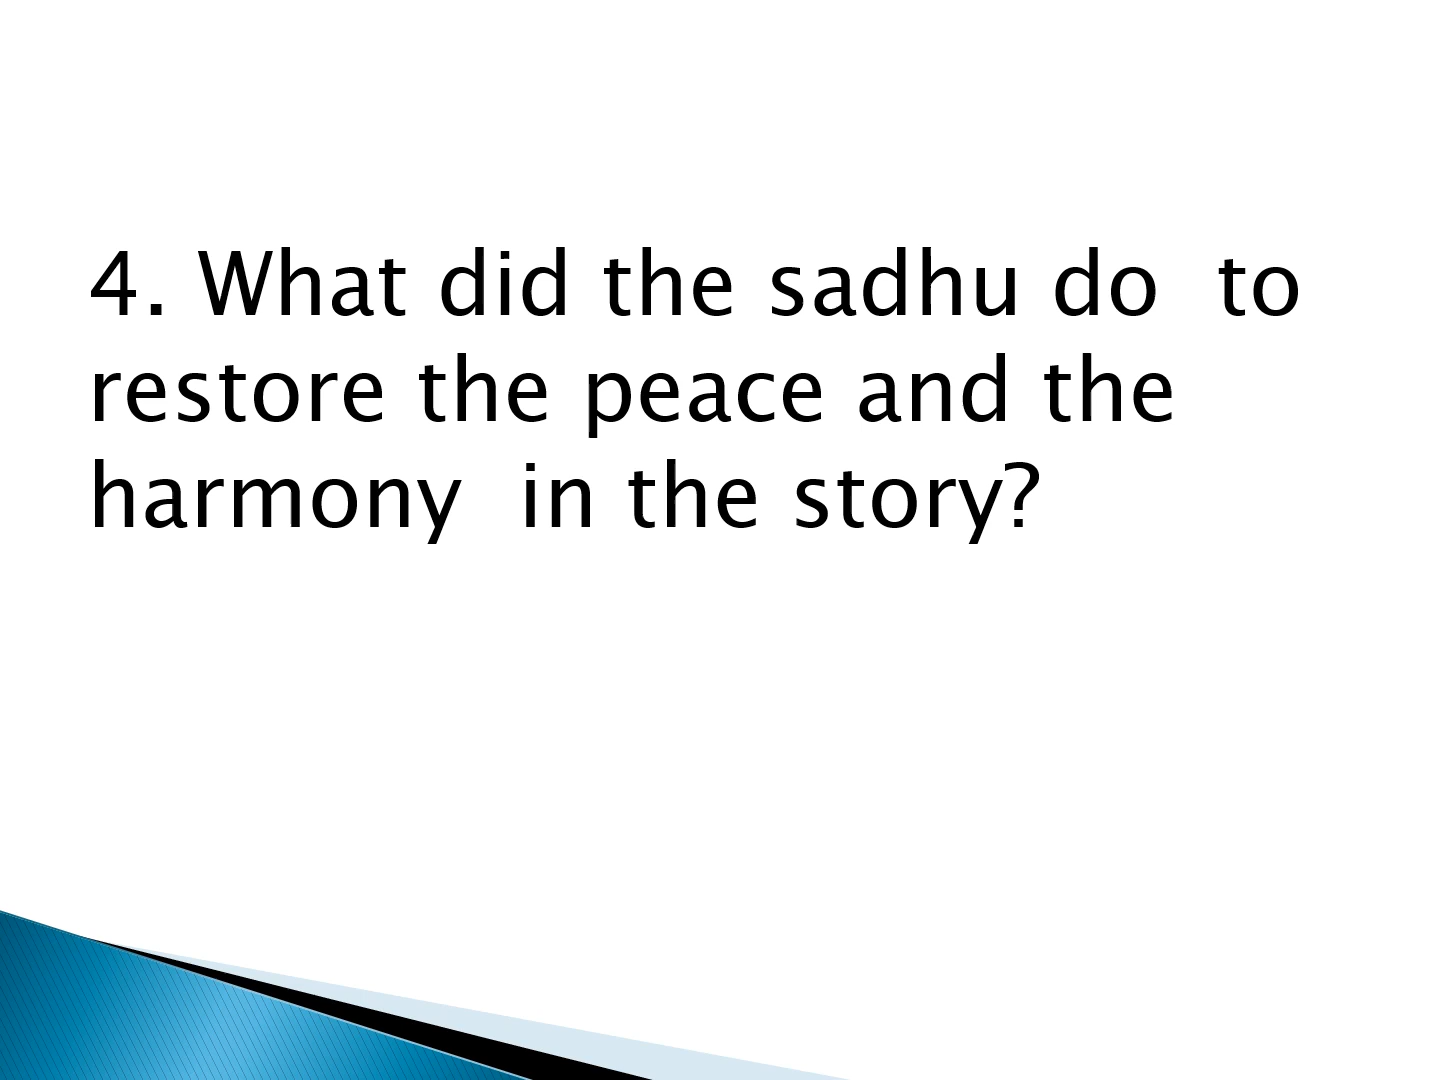 4. What did the sadhu do  to
restore the peace and the
harmony  in the story?